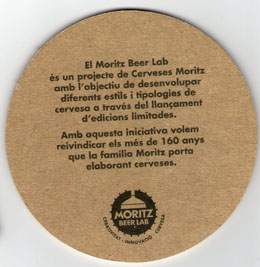 El Moritz Beer Lab
és un projecte de Cerveses Moritz
amb l'objectiu de desenvolupar
diferents estils i tipologies de
cervesa a través del llançament
d'edicions limitades.
Amb aquesta iniciativa volem
reivindicar els més de 160 anys
que la família Moritz porta
elaborant cerveses.
MORITZ
BEER LAB
CREATIVITAT · INNOVACIÓ · CERVESA